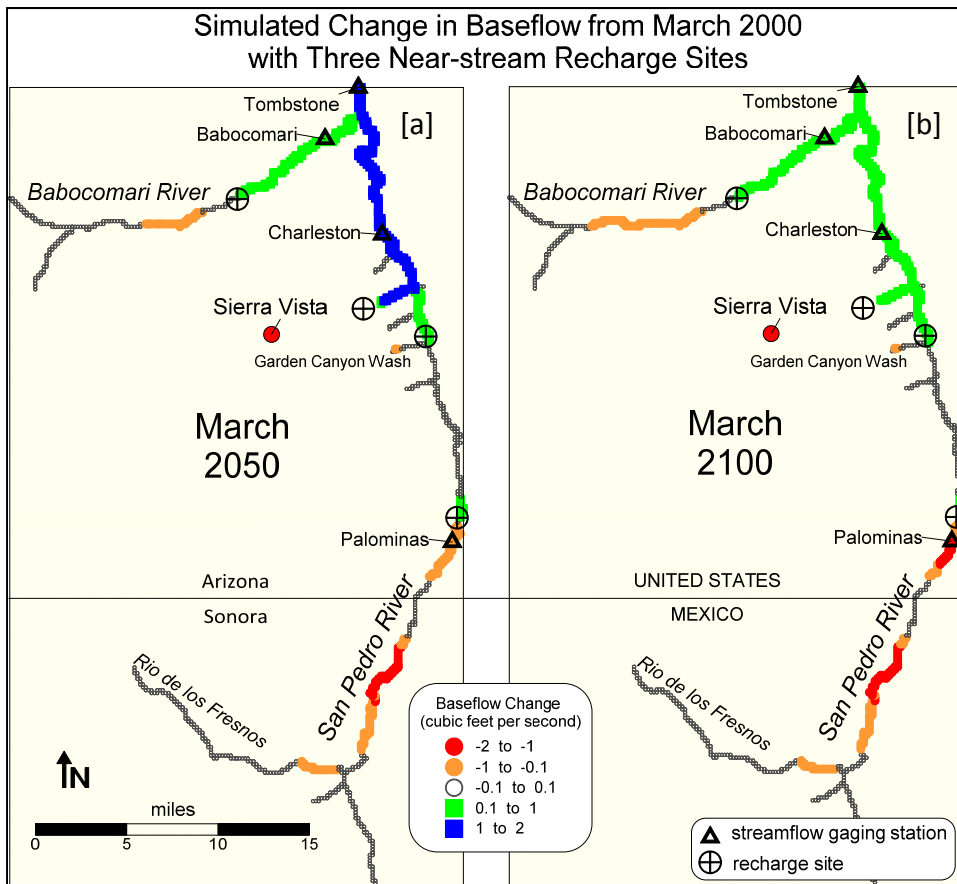 Simulated Change in Baseflow from March 2000
with Three Near-stream Recharge Sites
[a]
Tombstone
Babocomari
Babocomari River
Charleston
Sierra Vista
Garden Canyon Wash
March
2050
Palominas
Arizona
Sonora
San Pedro River
Rio de los Fresnos
N
miles
0 5 10 15
[b]
Tombstone
Babocomari
Babocomari River
Charleston
Sierra Vista
Garden Canyon Wash
March
2100
Palominas
UNITED STATES
MEXICO
San Pedro River
Rio de los Fresnos
Baseflow Change
(cubic feet per second)
-2 to -1
-1 to -0.1
-0.1 to 0.1
0.1 to 1
1 to 2
streamflow gaging station
recharge site